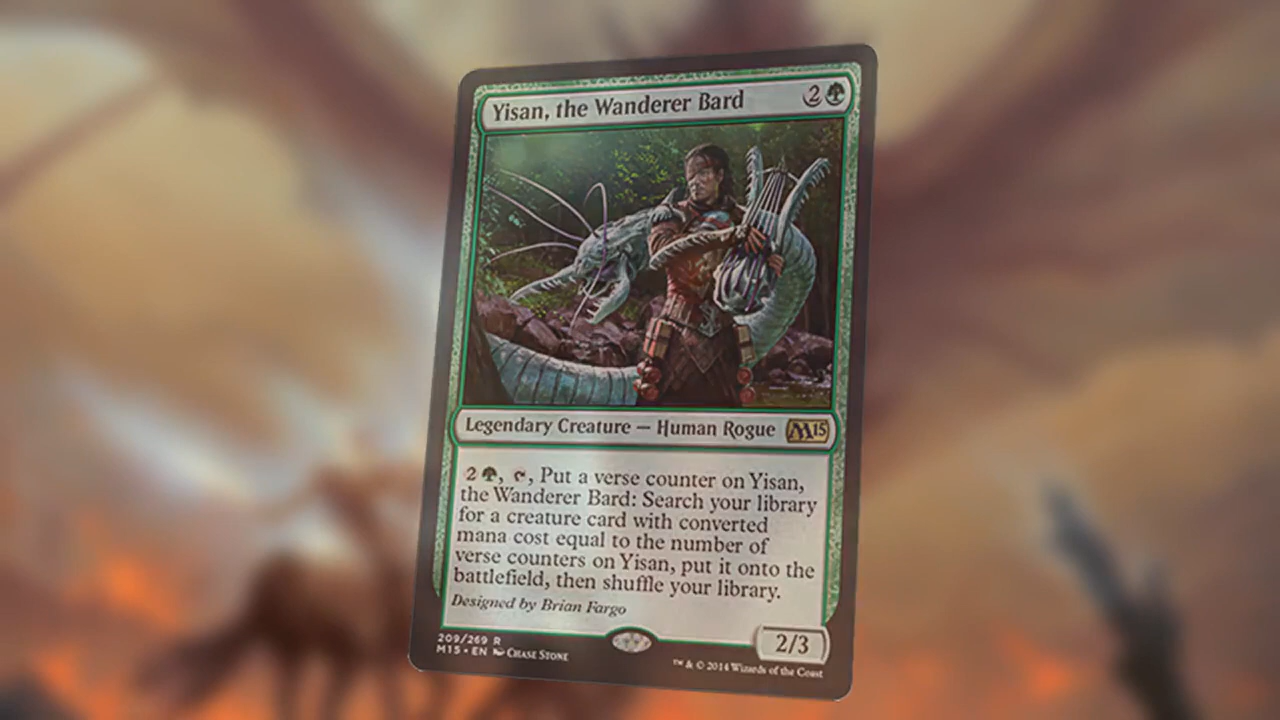 Yisan, the Wanderer Bard 2
Legendary Creature — Human Rogue M15
2 , , Put a verse counter on Yisan,
the Wanderer Bard: Search your library
for a creature card with converted
mana cost equal to the number of
verse counters on Yisan, put it onto the
battlefield, then shuffle your library.
Designed by Brian Fargo
2/3
209/269 R
M15 • EN CHASE STONE
™ & © 2014 Wizards of the Coast